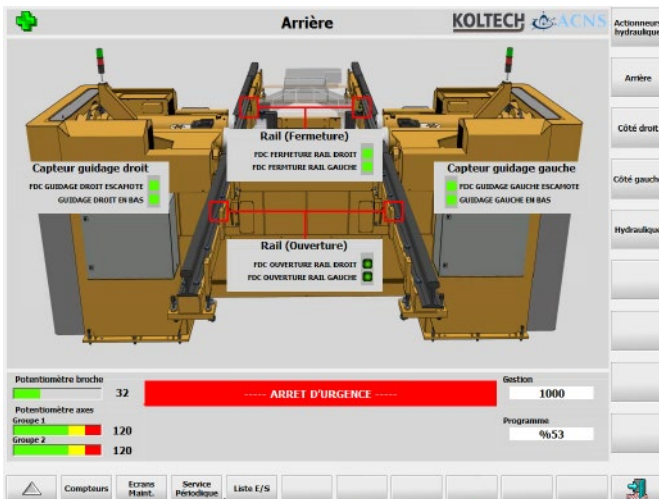 Arrière
KOLTECH ACNS
Actionneurs hydraulique
Arrière
Côté droit
Côté gauche
Hydraulique
Rail (Fermeture)
FDC FERMETURE RAIL DROIT
FDC FERMTURE RAIL GAUCHE
Capteur guidage droit
FDC GUIDAGE DROIT ESCAMOTE
GUIDAGE DROIT EN BAS
Capteur guidage gauche
FDC GUIDAGE GAUCHE ESCAMOTE
GUIDAGE GAUCHE EN BAS
Rail (Ouverture)
FDC OUVERTURE RAIL DROIT
FDC OUVERTURE RAIL GAUCHE
Potentiomètre broche
32
----- ARRET D'URGENCE -----
Gestion
1000
Potentiomètre axes
Groupe 1
120
Groupe 2
120
Programme
%53
Compteurs
Ecrans Maint.
Service Périodique
Liste E/S